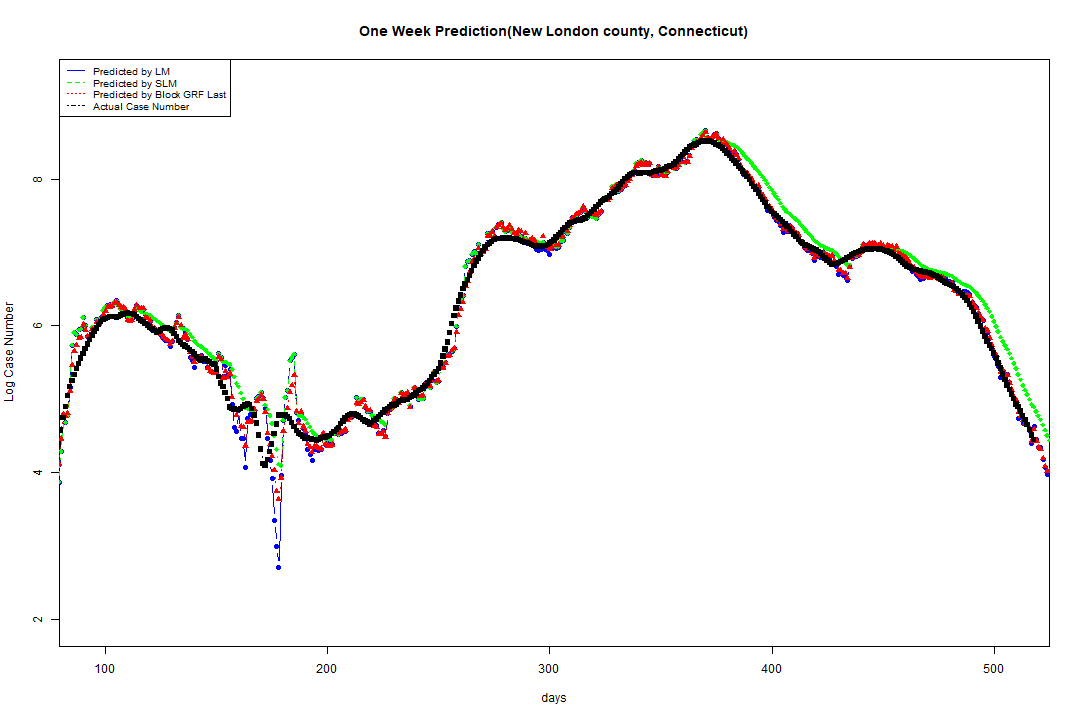 One Week Prediction(New London county, Connecticut)
Predicted by LM
Predicted by SLM
Predicted by Block GRF Last
Actual Case Number
8
6
4
2
Log Case Number
100 200 300 400 500
days